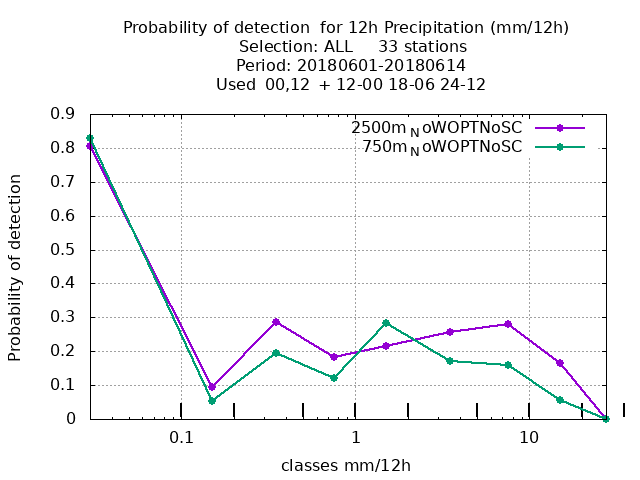 Probability of detection  for 12h Precipitation (mm/12h)
Selection: ALL     33 stations
Period: 20180601-20180614
Used  00,12  + 12-00 18-06 24-12
2500m NoWOPTNoSC
750m NoWOPTNoSC
Probability of detection
0.9
0.8
0.7
0.6
0.5
0.4
0.3
0.2
0.1
0
0.1 1 10
classes mm/12h